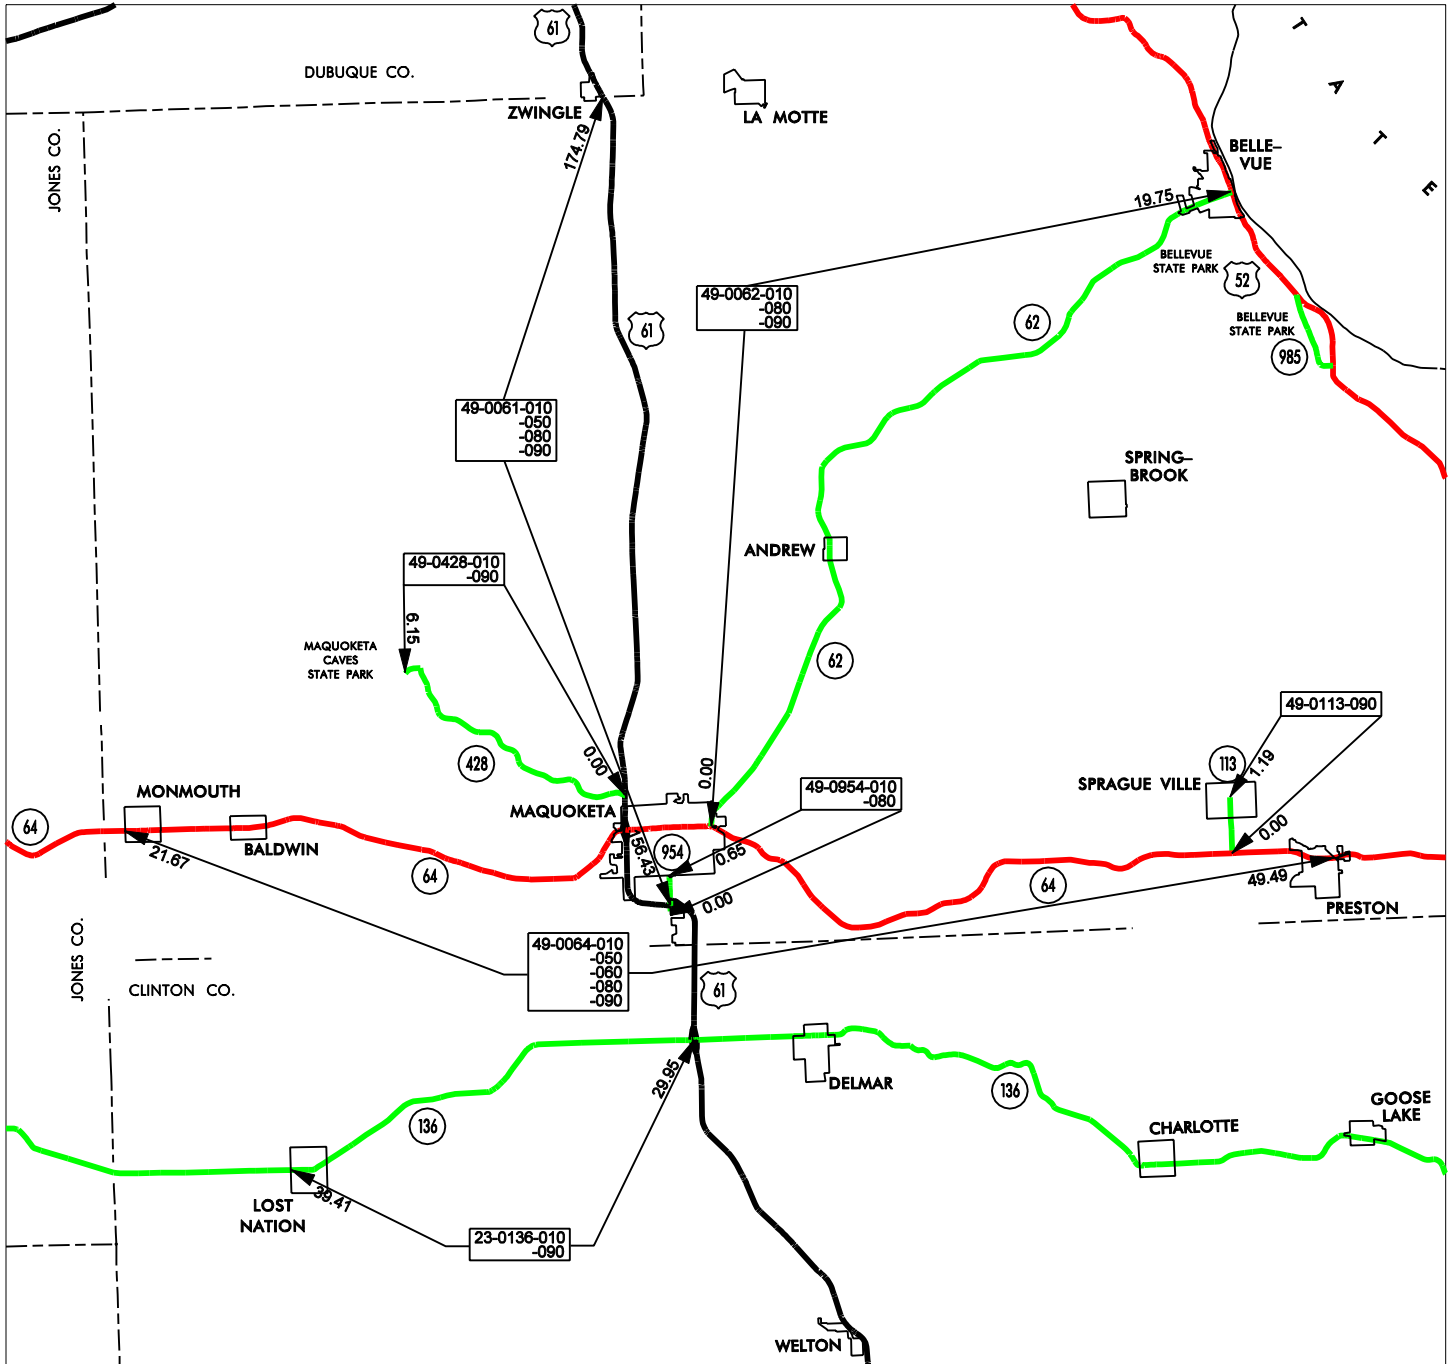 61
DUBUQUE CO.
ZWINGLE
LA MOTTE
T
A
T
E
JONES CO.
174.79
BELLE–
VUE
19.75
BELLEVUE
STATE PARK
52
49-0062-010
-080
-090
61
62
BELLEVUE
STATE PARK
985
49-0061-010
-050
-080
-090
SPRING–
BROOK
ANDREW
49-0428-010
-090
6.15
MAQUOKETA
CAVES
STATE PARK
62
49-0113-090
428
0.00
0.00
113
1.19
SPRAGUE VILLE
49-0954-010
-080
MONMOUTH
MAQUOKETA
64
BALDWIN
21.67
156.43
954
0.65
0.00
64
0.00
64
49.49
PRESTON
0.00
49-0064-010
-050
-060
-080
-090
JONES CO.
CLINTON CO.
61
29.95
DELMAR
136
136
GOOSE
LAKE
CHARLOTTE
39.41
LOST
NATION
23-0136-010
-090
WELTON